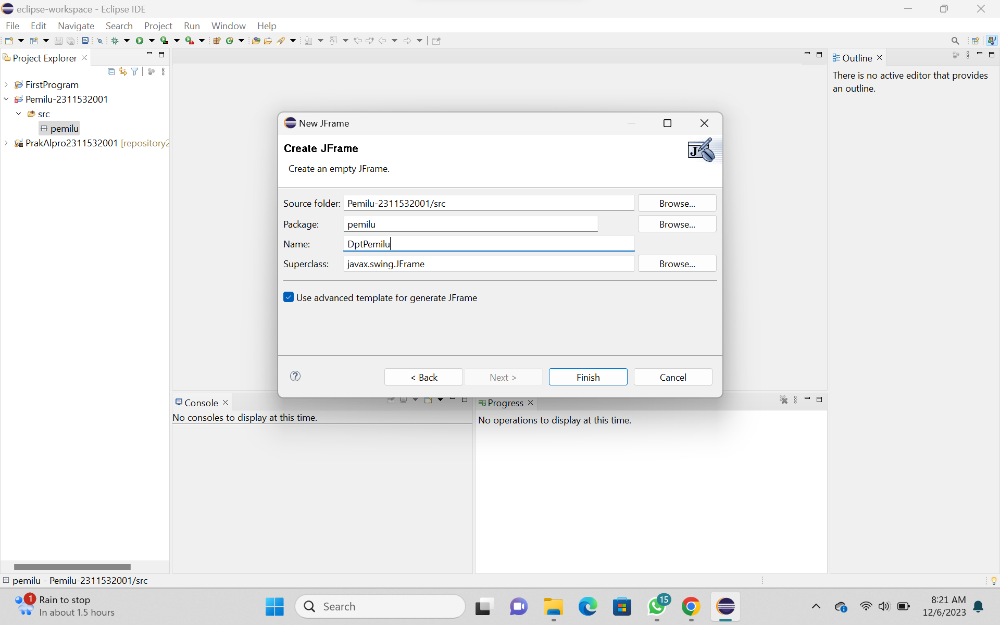 eclipse-workspace - Eclipse IDE
File Edit Navigate Search Project Run Window Help
Project Explorer
FirstProgram
Pemilu-2311532001
src
pemilu
PrakAlpro2311532001 [repository2
New JFrame
Create JFrame
Create an empty JFrame.
Source folder: Pemilu-2311532001/src Browse...
Package: pemilu Browse...
Name: DptPemilu
Superclass: javax.swing.JFrame Browse...
Use advanced template for generate JFrame
< Back Next > Finish Cancel
Outline
There is no active editor that provides
an outline.
Console
No consoles to display at this time.
Progress
No operations to display at this time.
pemilu - Pemilu-2311532001/src
1
Rain to stop
In about 1.5 hours
Search
15
8:21 AM
12/6/2023